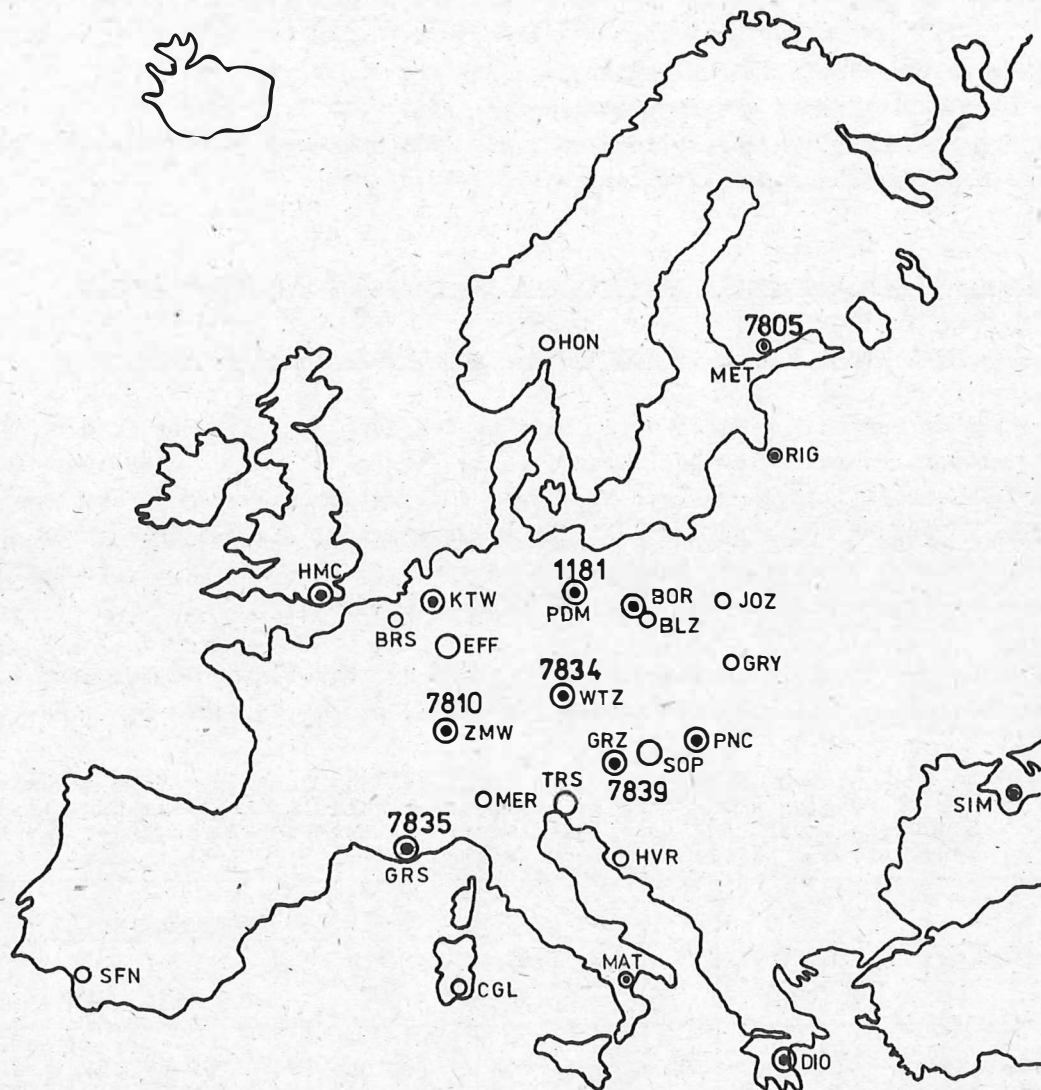 7805
HON
MET
RIG
HMC
KTW
BRS
EFF
1181
PDM
BOR
BLZ
JOZ
GRY
7834
WTZ
7810
ZMW
GRZ
SOP
PNC
7839
TRS
MER
SIM
7835
GRS
HVR
SFN
CGL
MAT
DIO